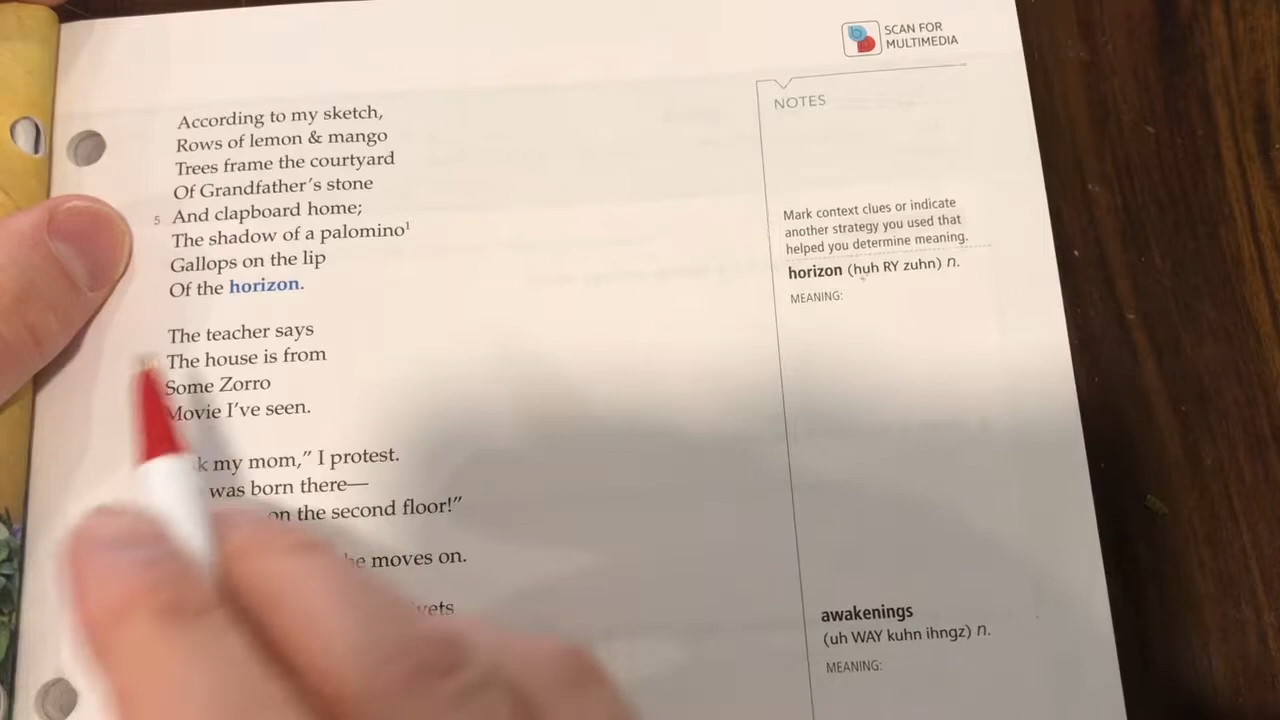 SCAN FOR
MULTIMEDIA
According to my sketch,
Rows of lemon & mango
Trees frame the courtyard
Of Grandfather's stone
5 And clapboard home;
The shadow of a palomino¹
Gallops on the lip
Of the horizon.
The teacher says
The house is from
Some Zorro
Movie I've seen.
my mom,” I protest.
was born there—
on the second floor!”
moves on.
NOTES
Mark context clues or indicate
another strategy you used that
helped you determine meaning.
horizon (huh RY zuhn) n.
MEANING:
awakenings
(uh WAY kuhn ihngz) n.
MEANING: